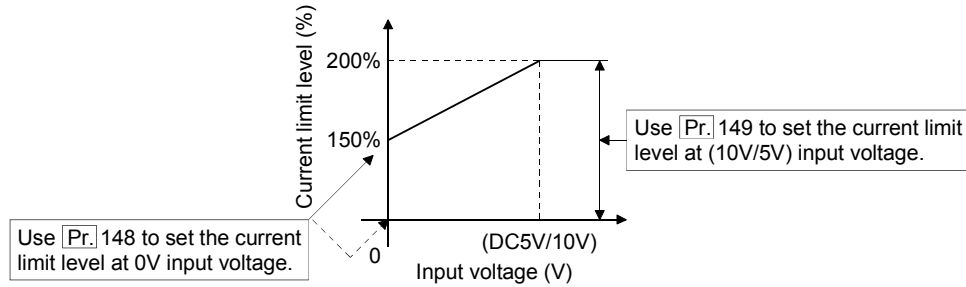 Current limit level (%)
200%
150%
Use Pr. 149 to set the current limit
level at (10V/5V) input voltage.
Use Pr. 148 to set the current
limit level at 0V input voltage.
0
(DC5V/10V)
Input voltage (V)